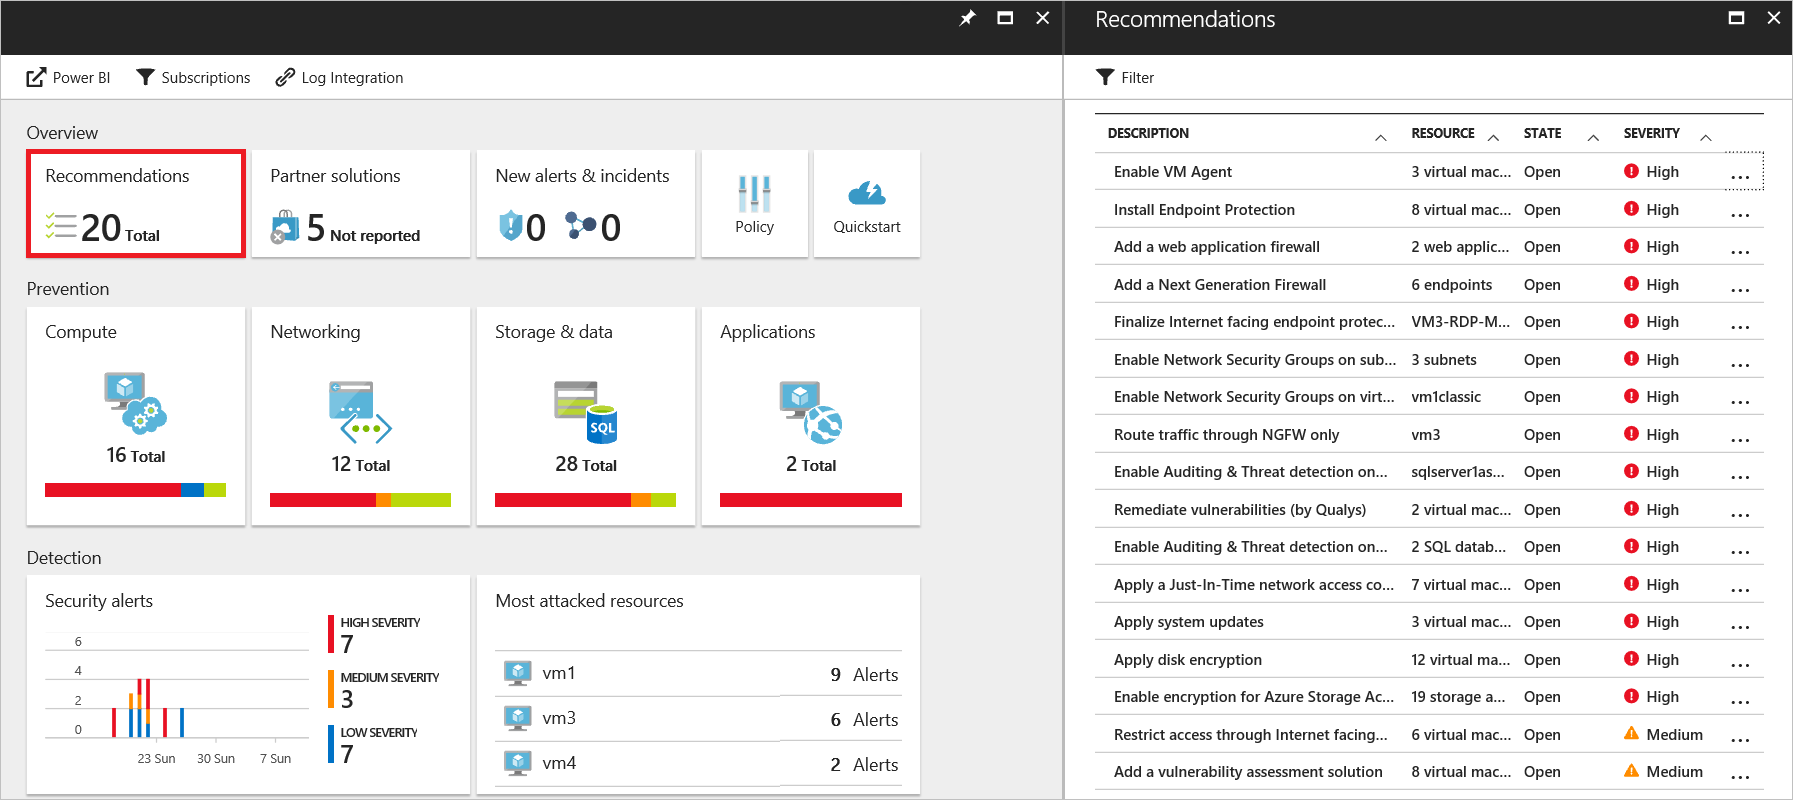 Recommendations
Power BI
Subscriptions
Log Integration
Filter
Overview
Recommendations
20 Total
Partner solutions
5 Not reported
New alerts & incidents
0
0
Policy
Quickstart
Prevention
Compute
16 Total
Networking
12 Total
Storage & data
SQL
28 Total
Applications
2 Total
Detection
Security alerts
6
4
2
0
23 Sun
30 Sun
7 Sun
HIGH SEVERITY
7
MEDIUM SEVERITY
3
LOW SEVERITY
7
Most attacked resources
vm1 9 Alerts
vm3 6 Alerts
vm4 2 Alerts
DESCRIPTION RESOURCE STATE SEVERITY
Enable VM Agent 3 virtual mac... Open High ...
Install Endpoint Protection 8 virtual mac... Open High ...
Add a web application firewall 2 web applic... Open High ...
Add a Next Generation Firewall 6 endpoints Open High ...
Finalize Internet facing endpoint protec... VM3-RDP-M... Open High ...
Enable Network Security Groups on sub... 3 subnets Open High ...
Enable Network Security Groups on virt... vm1classic Open High ...
Route traffic through NGFW only vm3 Open High ...
Enable Auditing & Threat detection on... sqlserver1as... Open High ...
Remediate vulnerabilities (by Qualys) 2 virtual mac... Open High ...
Enable Auditing & Threat detection on... 2 SQL datab... Open High ...
Apply a Just-In-Time network access co... 7 virtual mac... Open High ...
Apply system updates 3 virtual mac... Open High ...
Apply disk encryption 12 virtual ma... Open High ...
Enable encryption for Azure Storage Ac... 19 storage a... Open High ...
Restrict access through Internet facing... 6 virtual mac... Open Medium ...
Add a vulnerability assessment solution 8 virtual mac... Open Medium ...